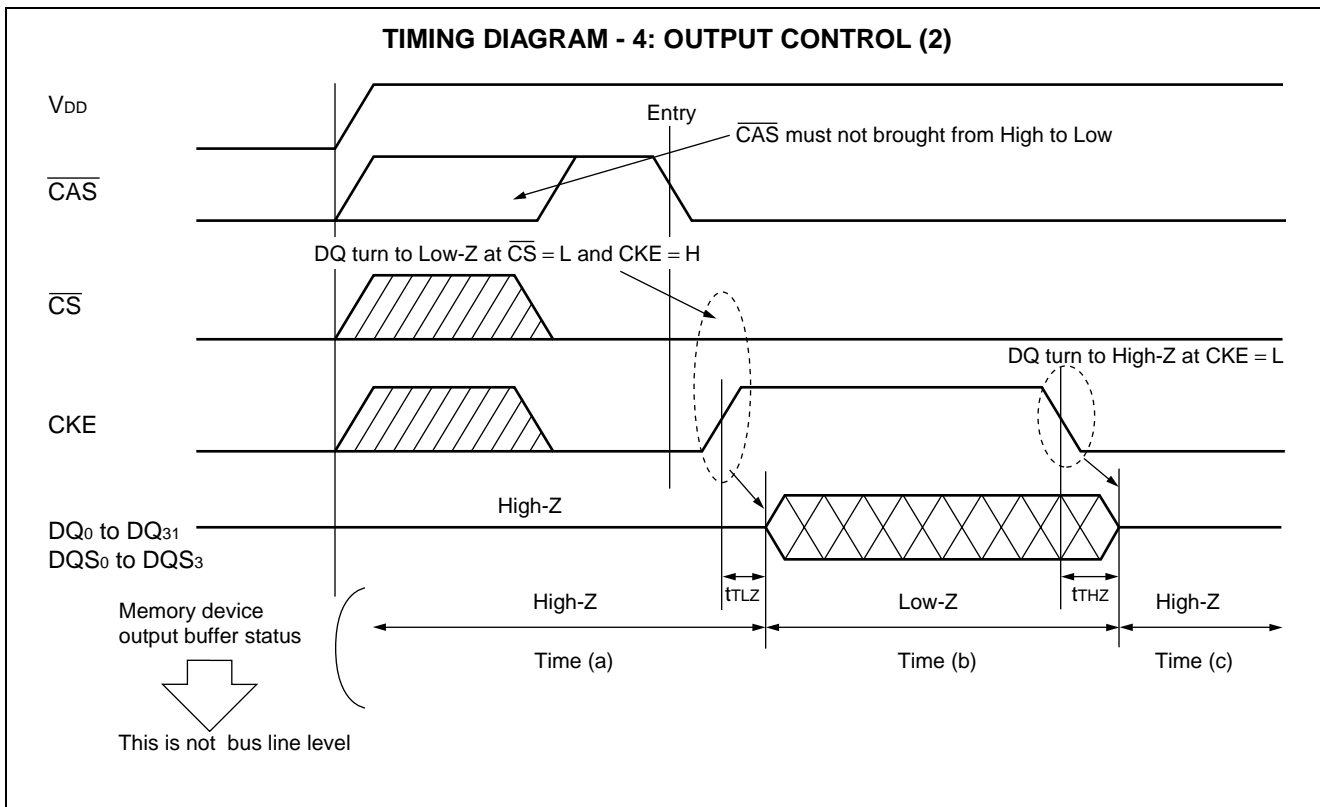 TIMING DIAGRAM - 4: OUTPUT CONTROL (2)
VDD
Entry
CAS must not brought from High to Low
CAS
DQ turn to Low-Z at CS = L and CKE = H
CS
DQ turn to High-Z at CKE = L
CKE
High-Z
DQ0 to DQ31
DQS0 to DQS3
tTLZ
tTHZ
Memory device
output buffer status
High-Z
Low-Z
High-Z
Time (a)
Time (b)
Time (c)
This is not bus line level